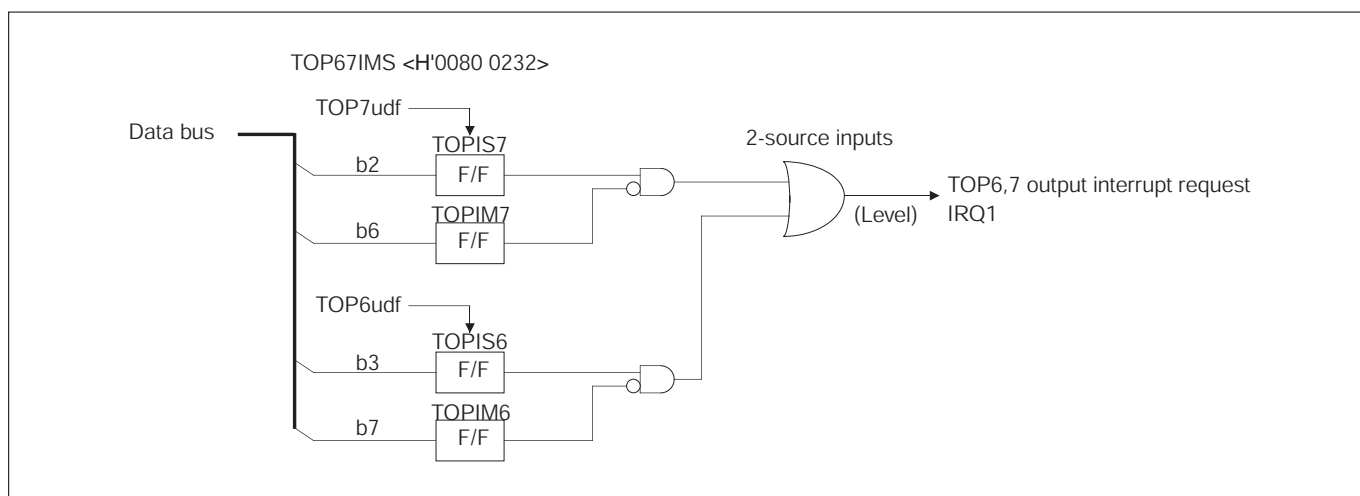 TOP67IMS <H'0080 0232>
TOP7udf
Data bus
TOPIS7
2-source inputs
b2
F/F
TOP6,7 output interrupt request
TOPIM7
(Level)
IRQ1
b6
F/F
TOP6udf
TOPIS6
b3
F/F
TOPIM6
b7
F/F